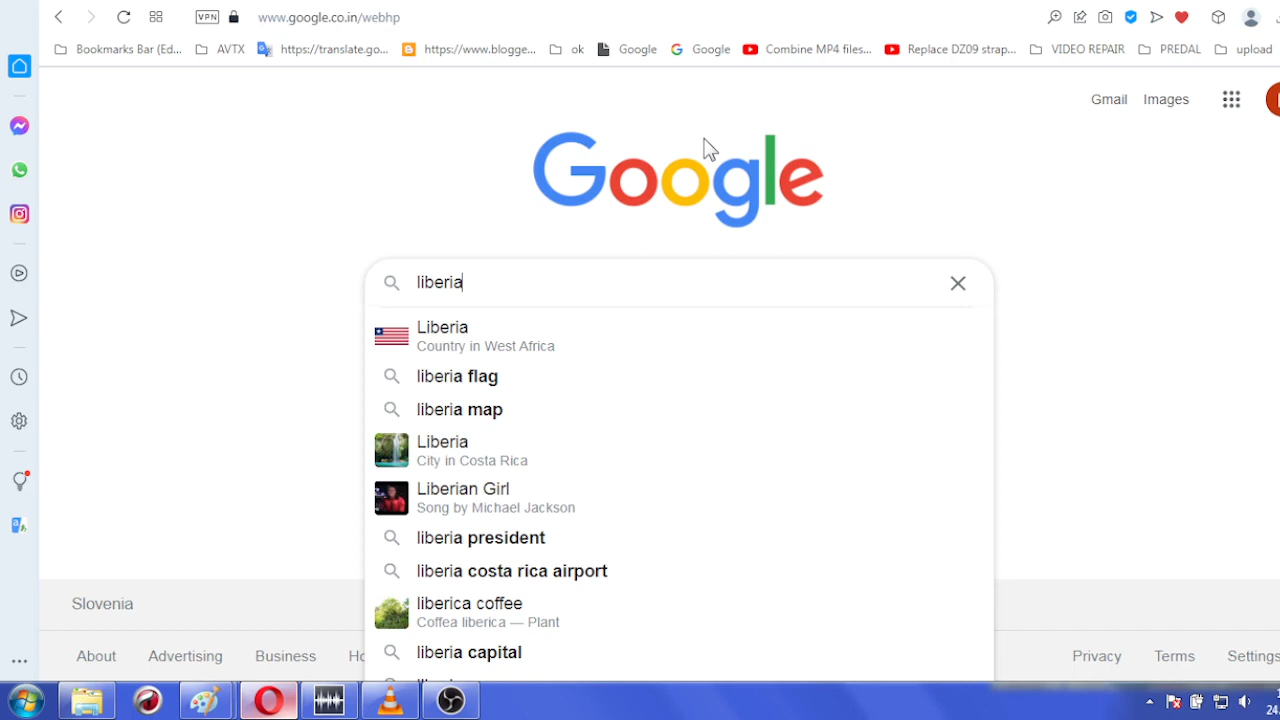 VPN www.google.co.in/webhp
Bookmarks Bar (Ed... AVTX https://translate.go... https://www.blogge... ok Google Google Combine MP4 files... Replace DZ09 strap... VIDEO REPAIR PREDAL upload
Gmail Images
Google
liberia
Liberia
Country in West Africa
liberia flag
liberia map
Liberia
City in Costa Rica
Liberian Girl
Song by Michael Jackson
liberia president
liberia costa rica airport
liberica coffee
Coffea liberica — Plant
liberia capital
Slovenia
About Advertising Business Ho Privacy Terms Settings
24